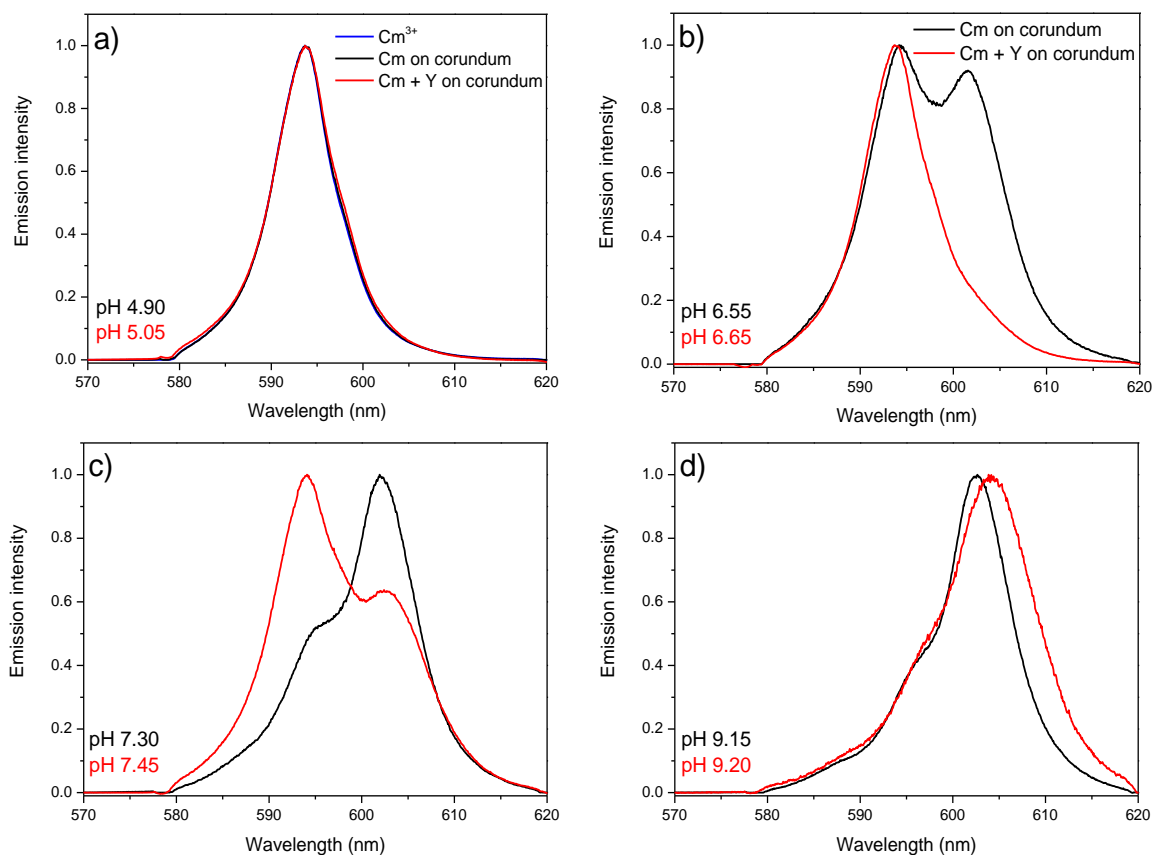 a)
Cm³⁺
Cm on corundum
Cm + Y on corundum
Emission intensity
1.0
0.8
0.6
0.4
0.2
0.0
pH 4.90
pH 5.05
570 580 590 600 610 620
Wavelength (nm)
b)
Cm on corundum
Cm + Y on corundum
Emission intensity
1.0
0.8
0.6
0.4
0.2
0.0
pH 6.55
pH 6.65
570 580 590 600 610 620
Wavelength (nm)
c)
Emission intensity
1.0
0.8
0.6
0.4
0.2
0.0
pH 7.30
pH 7.45
570 580 590 600 610 620
Wavelength (nm)
d)
Emission intensity
1.0
0.8
0.6
0.4
0.2
0.0
pH 9.15
pH 9.20
570 580 590 600 610 620
Wavelength (nm)